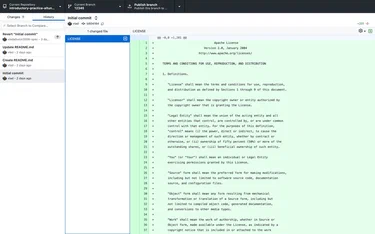 Current Repository
Current Branch
Publish Branch
Publish this branch to
Changes
History
Initial commit
Select Branch to Compare...
1 changed file
LICENSE
Revert "Initial commit"
Update README.md
2 days ago
Create README.md
2 days ago
Initial commit
2 days ago
LICENSE
Apache License
Version 2.0, January 2004
http://www.apache.org/licenses/
TERMS AND CONDITIONS FOR USE, REPRODUCTION, AND DISTRIBUTION
1. Definitions.
"License" shall mean the terms and conditions for use, reproduction,
and distribution as defined by Sections 1 through 9 of this document.
"Licensor" shall mean the copyright owner or entity authorized by
the copyright owner that is granting the License.
"Legal Entity" shall mean the union of the acting entity and all
other entities that control, are controlled by, or are under common
control with that entity. For the purposes of this definition,
"control" means (i) the power, direct or indirect, to cause the
direction or management of such entity, whether by contract or
otherwise, or (ii) ownership of fifty percent (50%) or more of the
outstanding shares, or (iii) beneficial ownership of such entity.
"You" (or "Your") shall mean an individual or Legal Entity
exercising permissions granted by this License.
"Source" form shall mean the preferred form for making modifications,
including but not limited to software source code, documentation
source, and configuration files.
"Object" form shall mean any form resulting from mechanical
transformation or translation of a Source form, including but
not limited to compiled object code, generated documentation,
and conversions to other media types.
"Work" shall mean the work of authorship, whether in Source or
Object form, made available under the License, as indicated by a
copyright notice that is included in or attached to the work